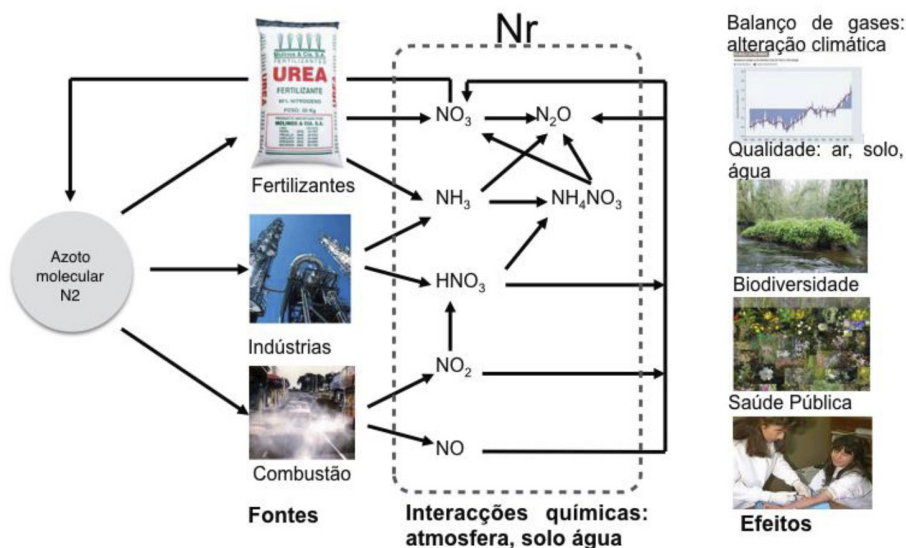 Nr
Balanço de gases:
alteração climática
UREA
FERTILIZANTE
NO3
N2O
Qualidade: ar, solo,
água
Fertilizantes
NH3
NH4NO3
Azoto
molecular
N2
HNO3
Biodiversidade
Indústrias
NO2
Saúde Pública
NO
Combustão
Fontes
Interacções químicas:
atmosfera, solo água
Efeitos